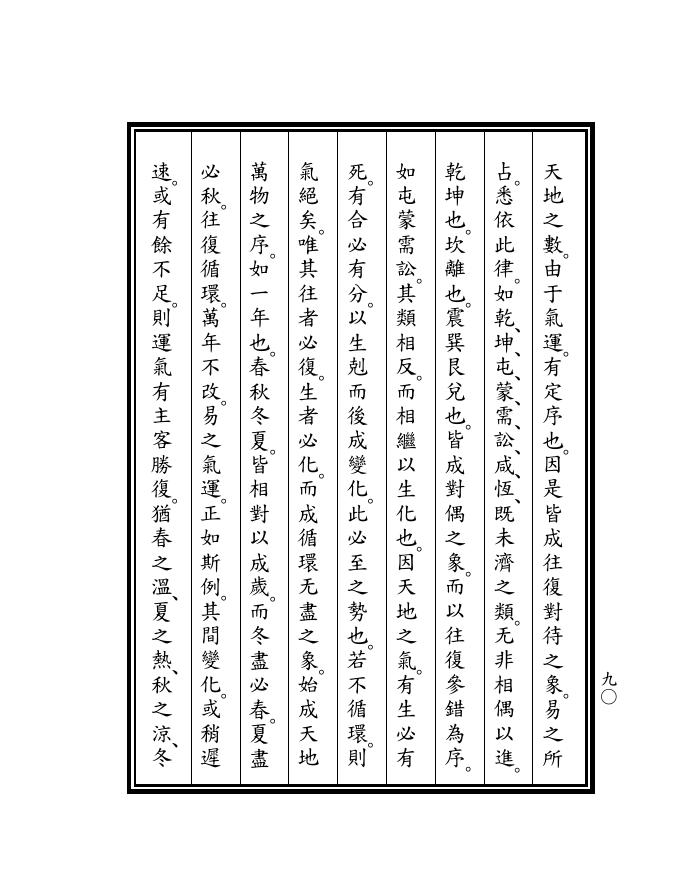 天地之數。由于氣運。有定序也。因是皆成往復對待之象。易之所
占。悉依此律。如乾、坤、屯、蒙、需、訟、咸、恆、既未濟之類。无非相偶以進。
乾坤也。坎離也。震巽艮兌也。皆成對偶之象。而以往復參錯為序。
如屯蒙需訟。其類相反。而相繼以生化也。因天地之氣。有生必有
死。有合必有分。以生剋而後成變化。此必至之勢也。若不循環。則
氣絕矣。唯其往者必復。生者必化。而成循環无盡之象。始成天地
萬物之序。如一年也。春秋冬夏。皆相對以成歲。而冬盡必春。夏盡
必秋。往復循環。萬年不改。易之氣運。正如斯例。其間變化。或稍遲
速。或有餘不足。則運氣有主客勝復。猶春之溫、夏之熱、秋之涼、冬
九〇